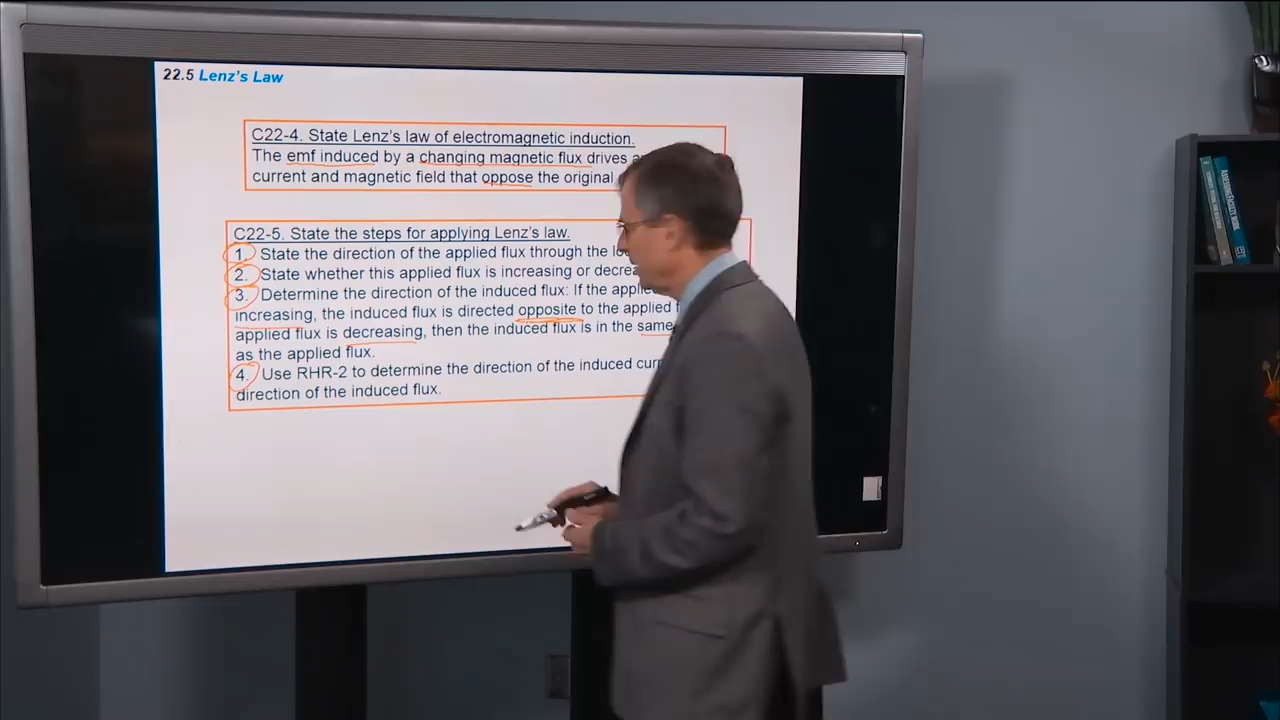 22.5 Lenz's Law
C22-4. State Lenz's law of electromagnetic induction.
The emf induced by a changing magnetic flux drives
current and magnetic field that oppose the original
C22-5. State the steps for applying Lenz's law.
1. State the direction of the applied flux through the
2. State whether this applied flux is increasing or
3. Determine the direction of the induced flux: If the
increasing, the induced flux is directed opposite to the applied
applied flux is decreasing, then the induced flux is in the same
as the applied flux.
4. Use RHR-2 to determine the direction of the induced
direction of the induced flux.